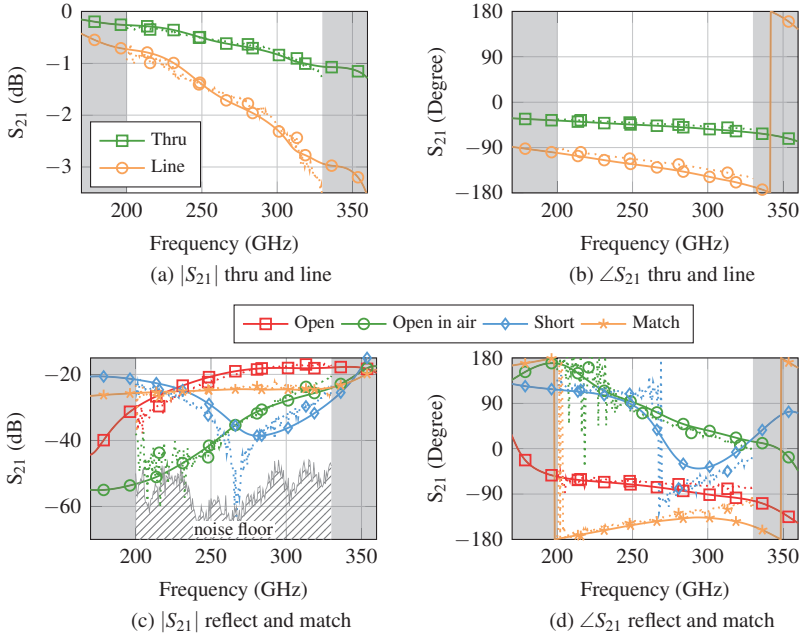 S21 (dB)
0
−1
−2
−3
Thru
Line
200
250
300
350
Frequency (GHz)
(a) |S21| thru and line
S21 (Degree)
180
90
0
−90
−180
200
250
300
350
Frequency (GHz)
(b) ∠S21 thru and line
Open
Open in air
Short
Match
S21 (dB)
−20
−40
−60
noise floor
200
250
300
350
Frequency (GHz)
(c) |S21| reflect and match
S21 (Degree)
180
90
0
−90
−180
200
250
300
350
Frequency (GHz)
(d) ∠S21 reflect and match